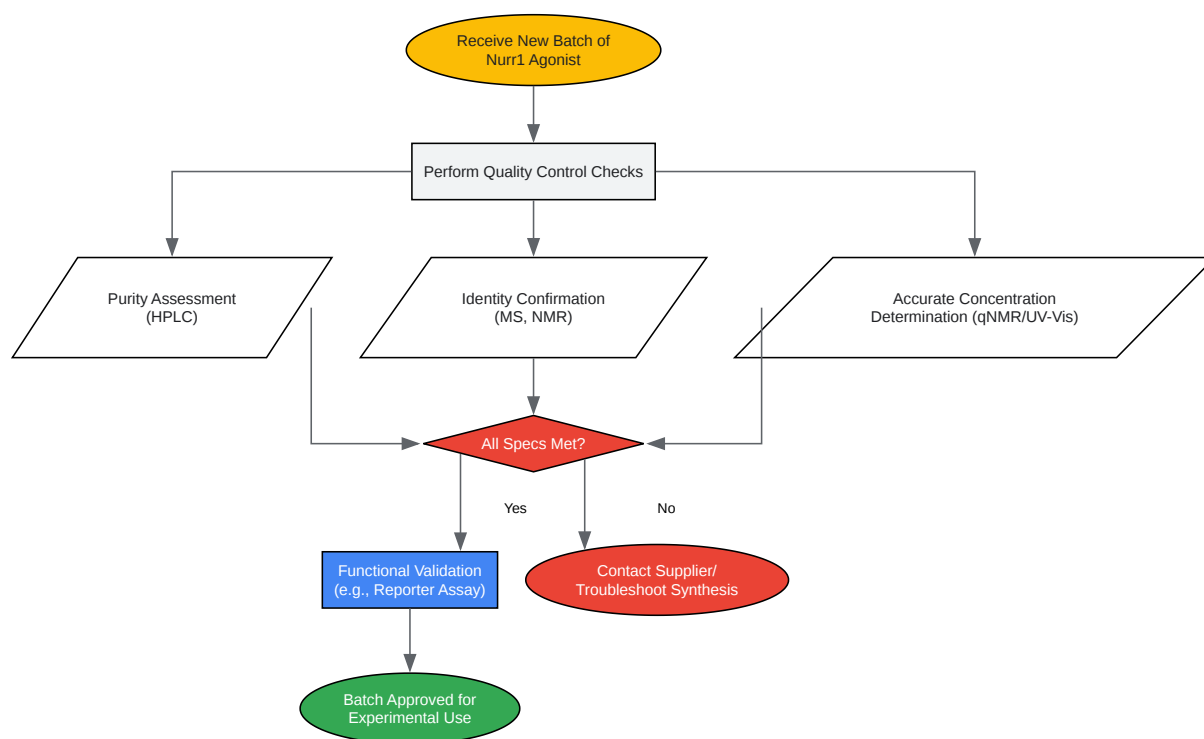 Receive New Batch of
Nurr1 Agonist
Perform Quality Control Checks
Purity Assessment
(HPLC)
Identity Confirmation
(MS, NMR)
Accurate Concentration
Determination (qNMR/UV-Vis)
All Specs Met?
Yes
No
Functional Validation
(e.g., Reporter Assay)
Contact Supplier/
Troubleshoot Synthesis
Batch Approved for
Experimental Use